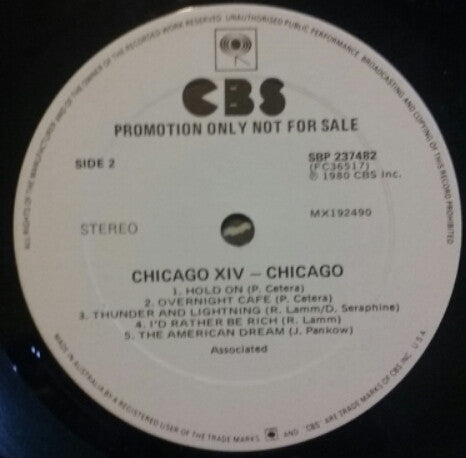 ALL RIGHTS OF THE MANUFACTURER AND OF THE OWNER OF THE RECORDED WORK RESERVED. UNAUTHORISED PUBLIC PERFORMANCE, BROADCASTING AND COPYING OF THIS RECORD PROHIBITED
CBS
PROMOTION ONLY NOT FOR SALE
SIDE 2
SBP 237482
(FC36517)
℗ 1980 CBS Inc.
MX192490
STEREO
CHICAGO XIV – CHICAGO
1. HOLD ON (P. Cetera)
2. OVERNIGHT CAFE (P. Cetera)
3. THUNDER AND LIGHTNING (R. Lamm/D. Seraphine)
4. I'D RATHER BE RICH (R. Lamm)
5. THE AMERICAN DREAM (J. Pankow)
Associated
MADE IN AUSTRALIA BY A REGISTERED USER OF THE TRADE MARKS AND 'CBS' ARE TRADE MARKS OF CBS INC. U S A